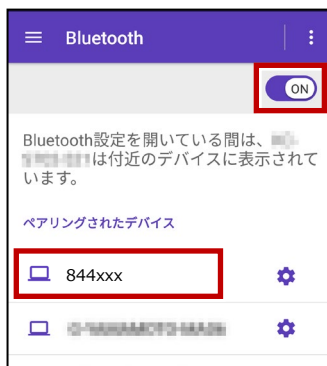 Bluetooth
ON
Bluetooth設定を開いている間は、
は付近のデバイスに表示されて
います。
ペアリングされたデバイス
844xxx